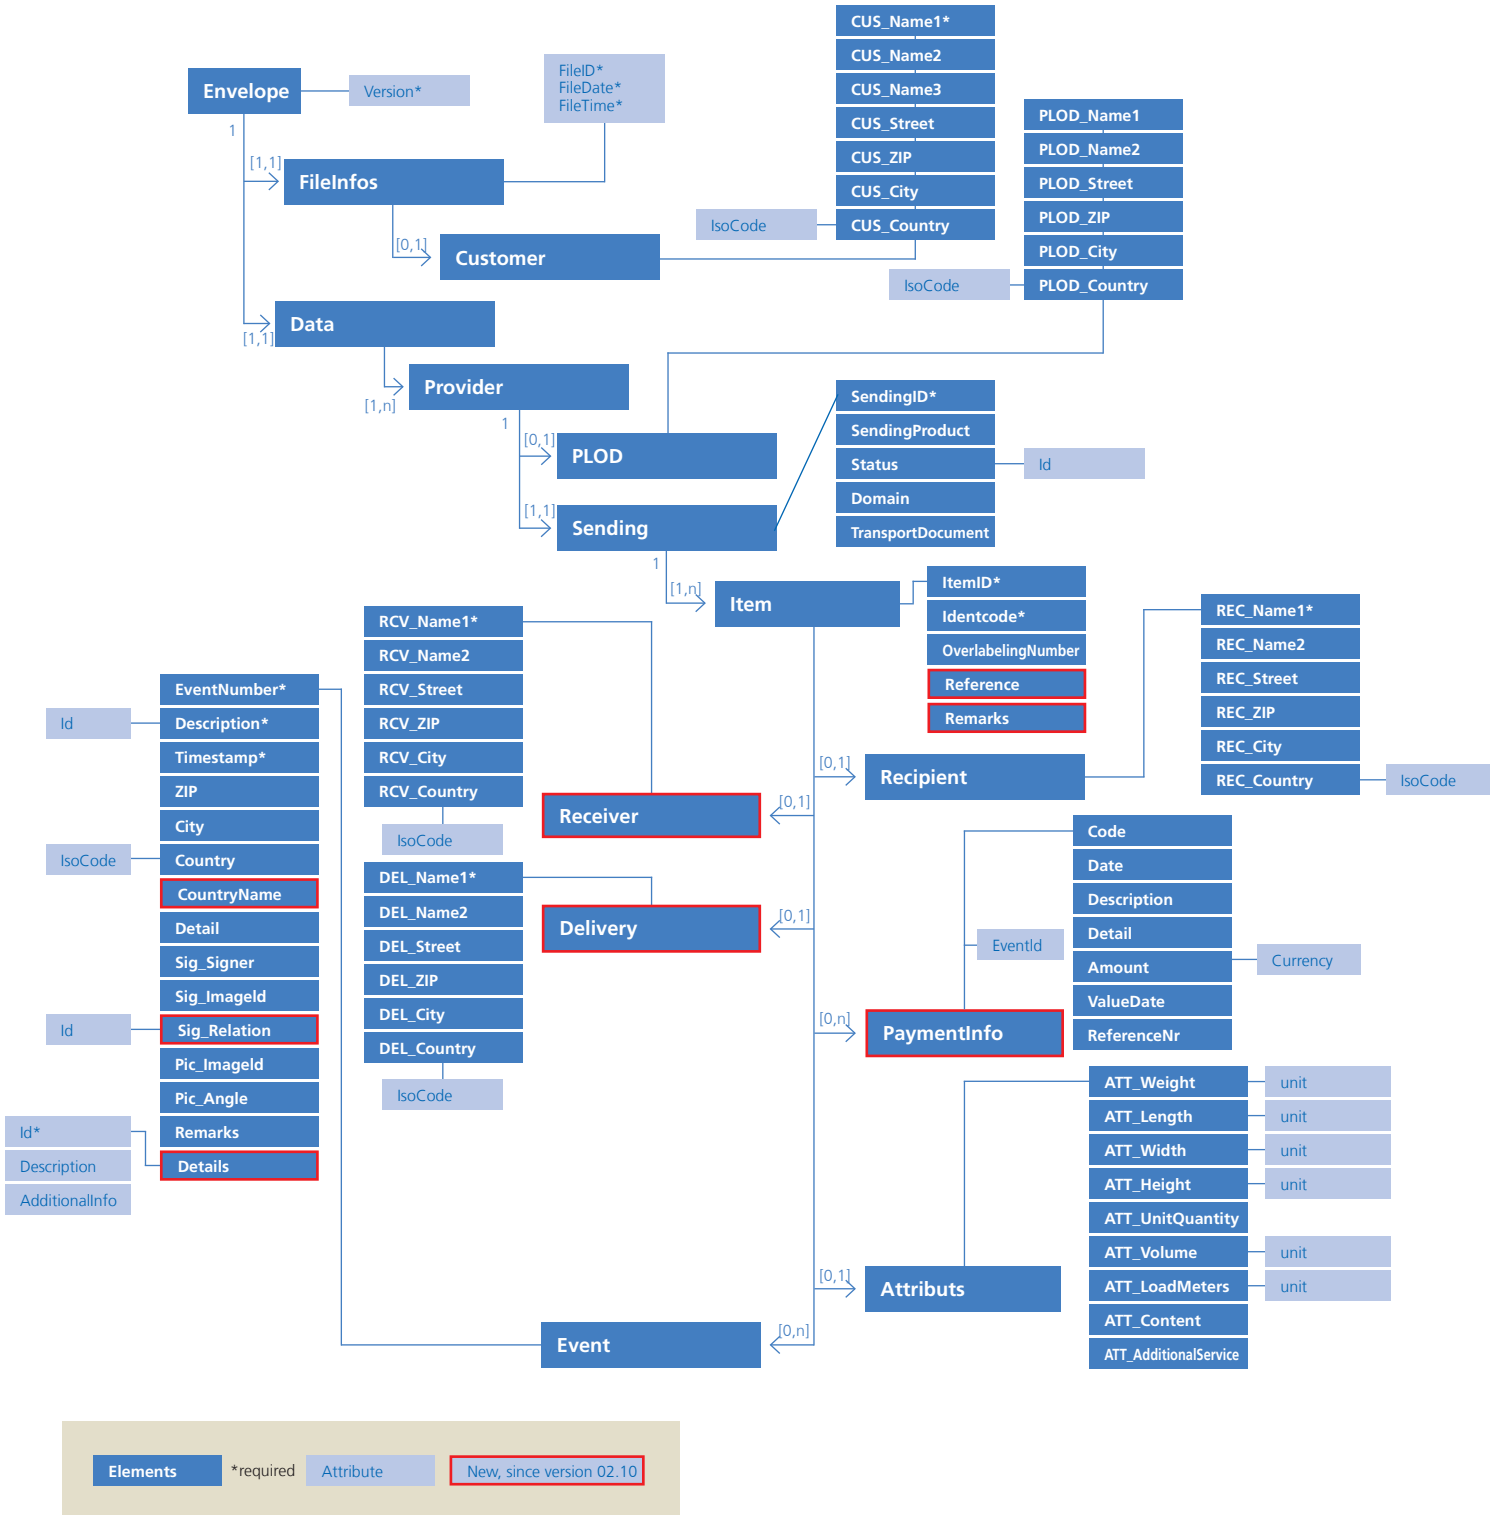 CUS_Name1*
CUS_Name2
CUS_Name3
CUS_Street
CUS_ZIP
CUS_City
IsoCode
CUS_Country
Envelope
Version*
FileID*
FileDate*
FileTime*
1
[1,1]
FileInfos
[0,1]
Customer
PLOD_Name1
PLOD_Name2
PLOD_Street
PLOD_ZIP
PLOD_City
IsoCode
PLOD_Country
[1,1]
Data
[1,n]
Provider
1
[0,1]
PLOD
[1,1]
Sending
SendingID*
SendingProduct
Status
Id
Domain
TransportDocument
1
[1,n]
Item
ItemID*
Identcode*
OverlabelingNumber
Reference
Remarks
[0,1]
Recipient
REC_Name1*
REC_Name2
REC_Street
REC_ZIP
REC_City
REC_Country
IsoCode
RCV_Name1*
RCV_Name2
RCV_Street
RCV_ZIP
RCV_City
RCV_Country
IsoCode
[0,1]
Receiver
DEL_Name1*
DEL_Name2
DEL_Street
DEL_ZIP
DEL_City
DEL_Country
IsoCode
[0,1]
Delivery
EventNumber*
Id
Description*
Timestamp*
ZIP
City
IsoCode
Country
CountryName
Detail
Sig_Signer
Sig_ImageId
Id
Sig_Relation
Pic_ImageId
Pic_Angle
Remarks
Id*
Description
AdditionalInfo
Details
Code
Date
Description
Detail
EventId
Amount
Currency
ValueDate
ReferenceNr
[0,n]
PaymentInfo
ATT_Weight
unit
ATT_Length
unit
ATT_Width
unit
ATT_Height
unit
ATT_UnitQuantity
ATT_Volume
unit
ATT_LoadMeters
unit
ATT_Content
ATT_AdditionalService
[0,1]
Attributs
[0,n]
Event
Elements
*required
Attribute
New, since version 02.10